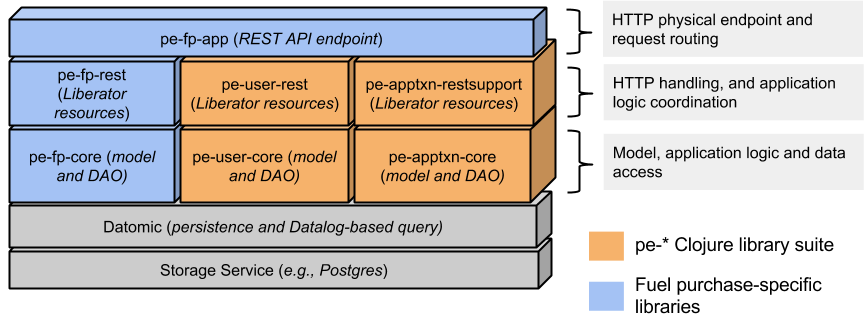 pe-fp-app (REST API endpoint)
HTTP physical endpoint and
request routing
pe-fp-rest
(Liberator
resources)
pe-user-rest
(Liberator resources)
pe-apptxn-restsupport
(Liberator resources)
HTTP handling, and application
logic coordination
pe-fp-core (model
and DAO)
pe-user-core (model
and DAO)
pe-apptxn-core
(model and DAO)
Model, application logic and data
access
Datomic (persistence and Datalog-based query)
Storage Service (e.g., Postgres)
pe-* Clojure library suite
Fuel purchase-specific
libraries